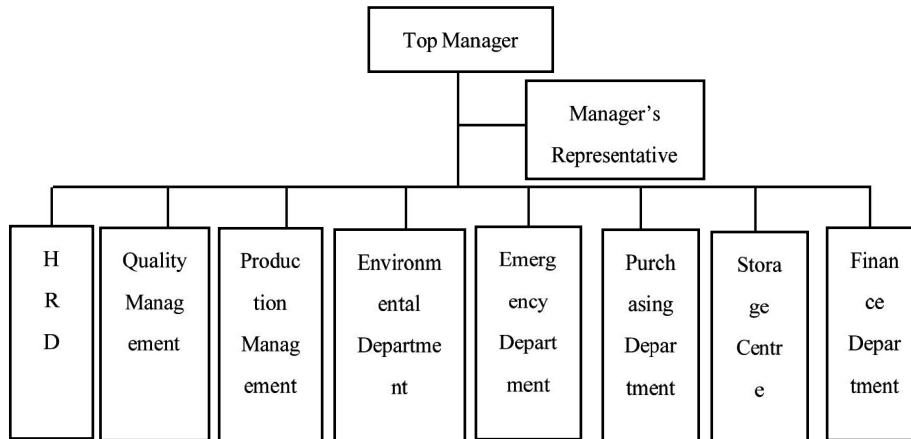 Top Manager
Manager’s
Representative
H
R
D
Quality
Manag
ement
Produc
tion
Manag
ement
Environm
ental
Departme
nt
Emerg
ency
Depart
ment
Purch
asing
Depar
tment
Stora
ge
Centr
e
Finan
ce
Depar
tment